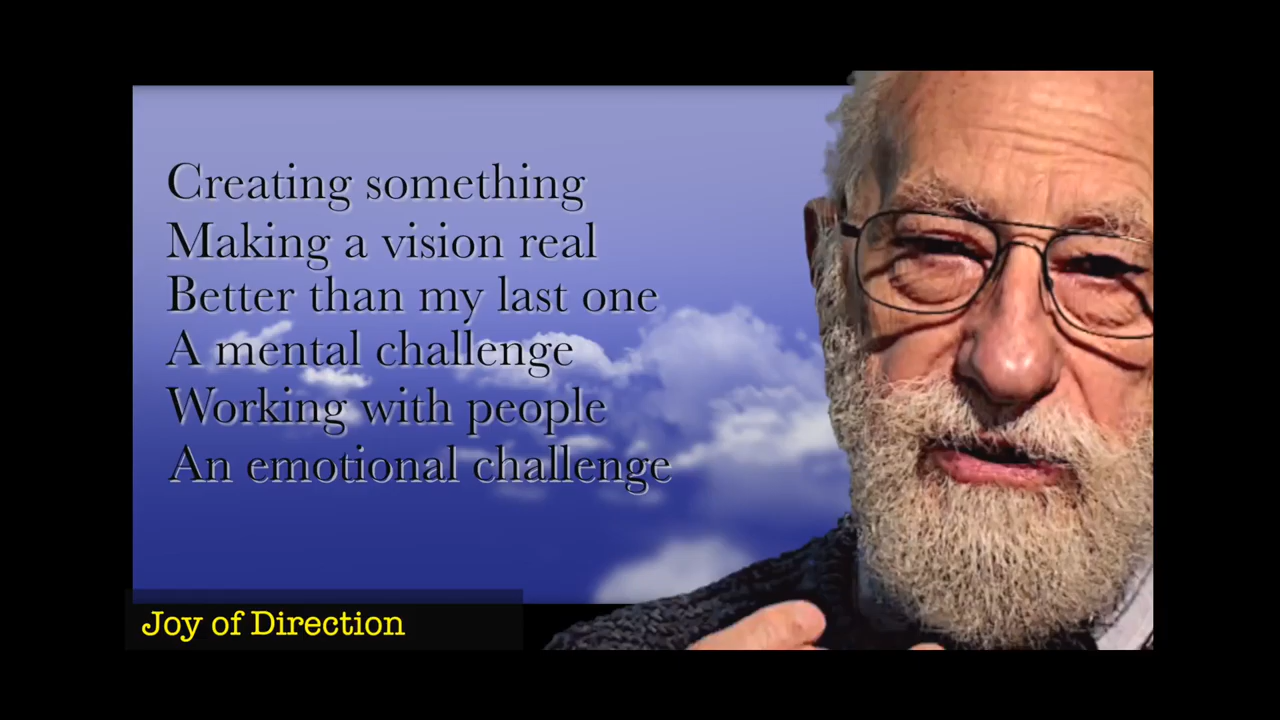 Creating something
Making a vision real
Better than my last one
A mental challenge
Working with people
An emotional challenge
Joy of Direction